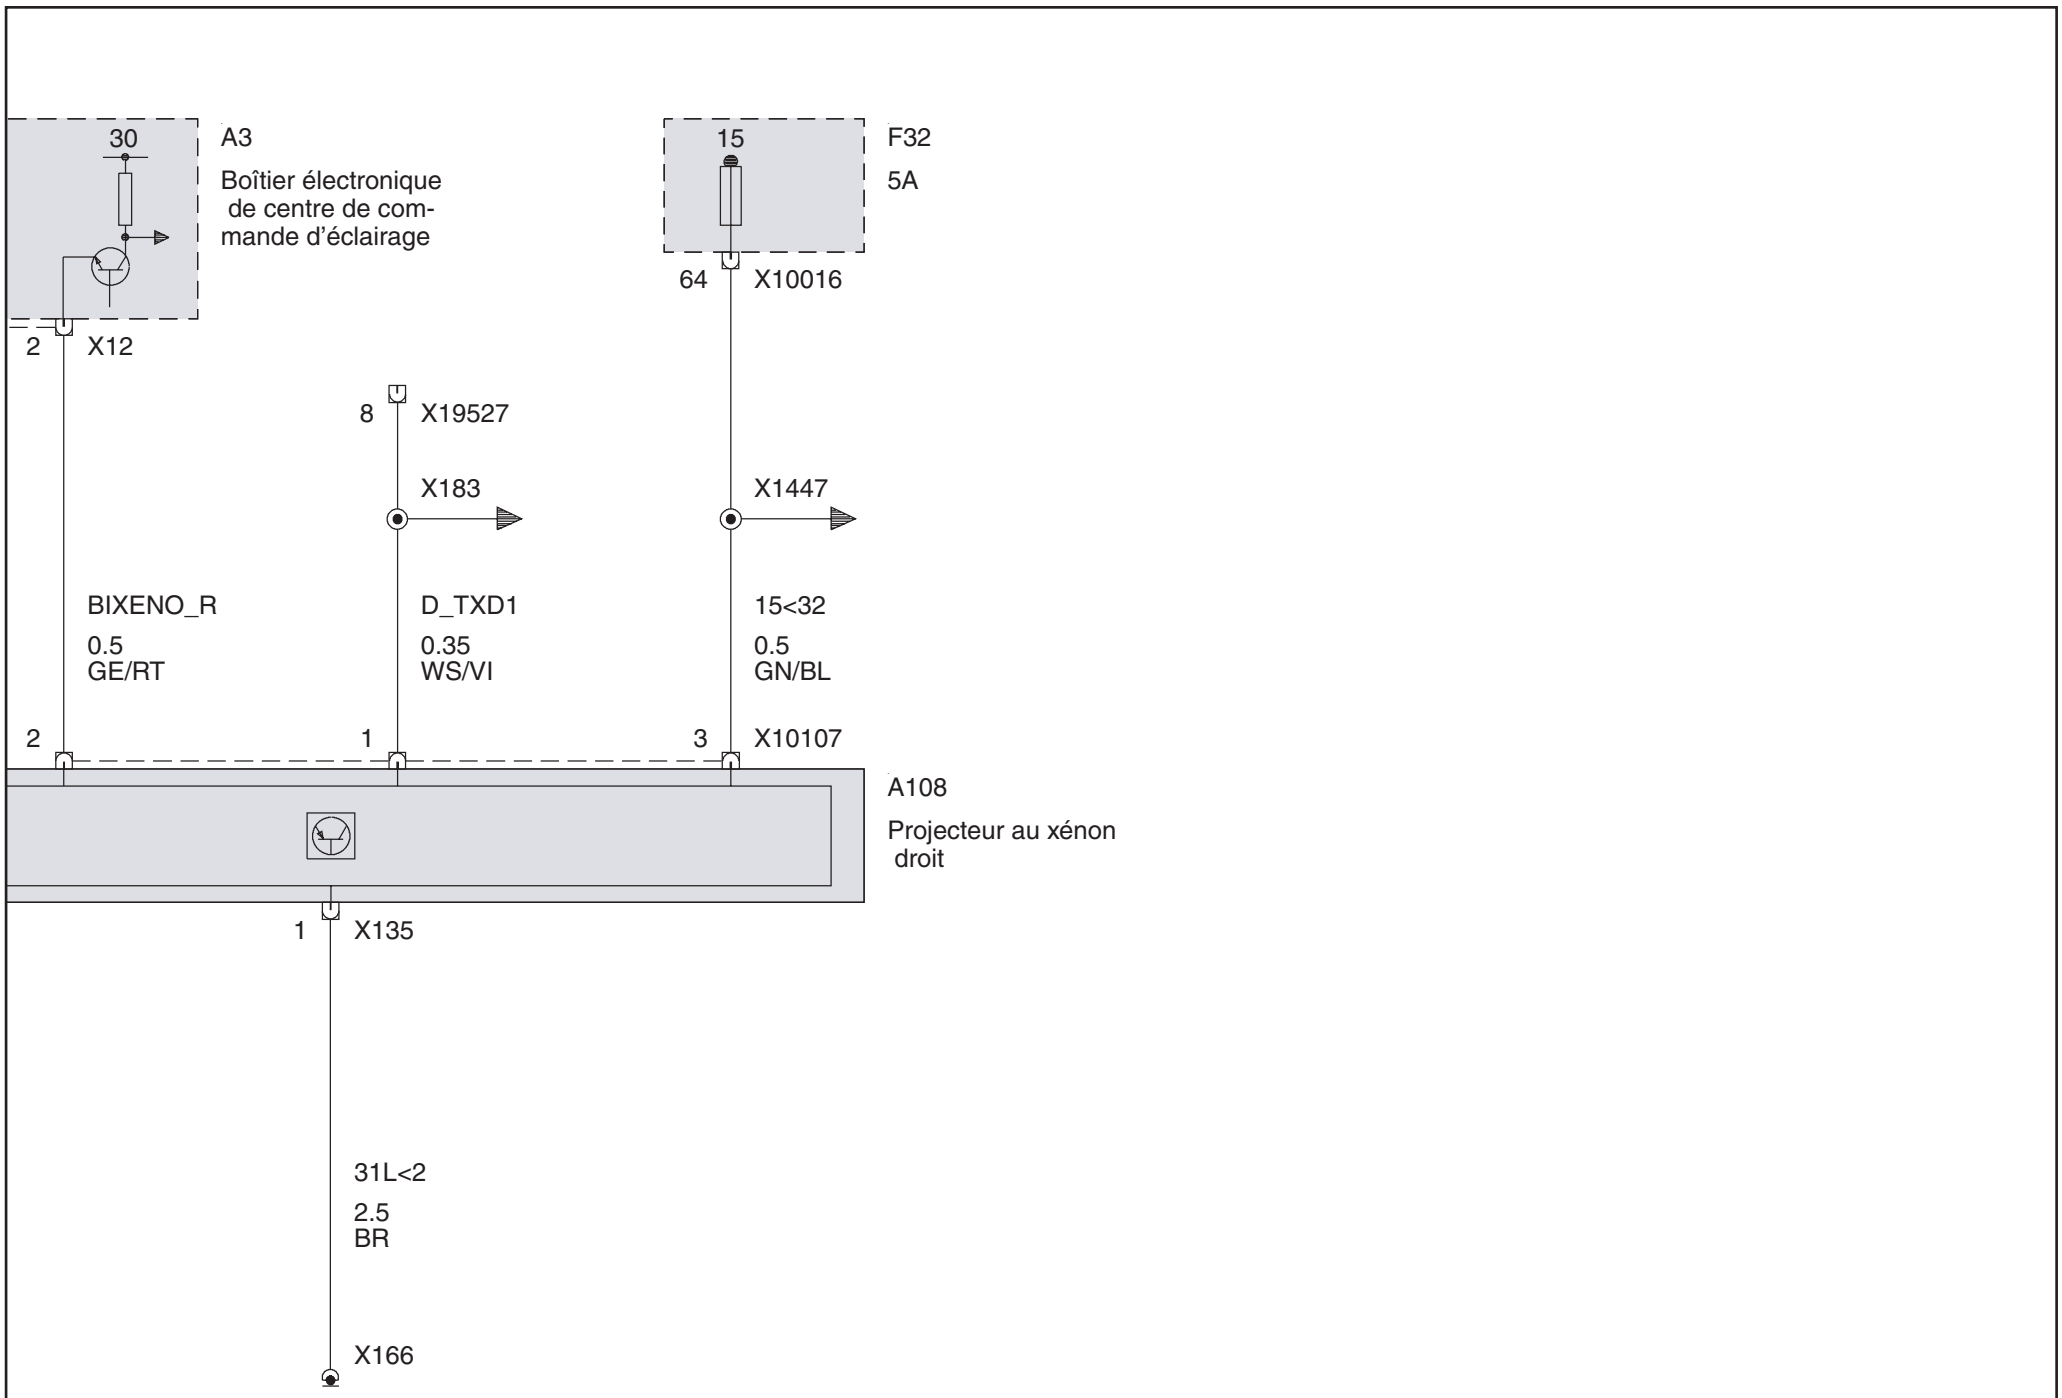 30
A3
Boîtier électronique
de centre de com-
mande d'éclairage
15
F32
5A
64 X10016
2 X12
8 X19527
X183
X1447
BIXENO_R
0.5
GE/RT
D_TXD1
0.35
WS/VI
15<32
0.5
GN/BL
2
1
3 X10107
A108
Projecteur au xénon
droit
1 X135
31L<2
2.5
BR
X166